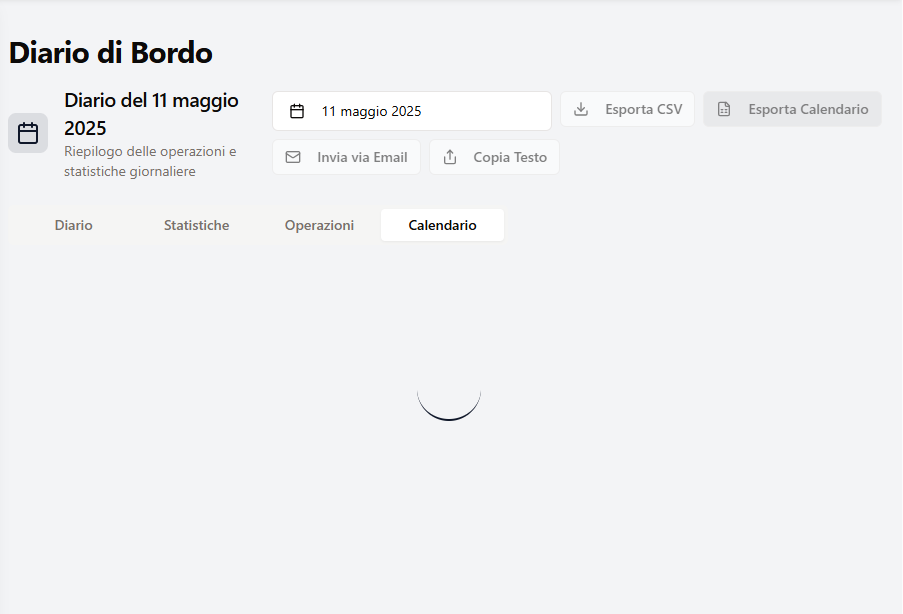 Diario di Bordo
Diario del 11 maggio
2025
Riepilogo delle operazioni e
statistiche giornaliere
11 maggio 2025
Esporta CSV
Esporta Calendario
Invia via Email
Copia Testo
Diario
Statistiche
Operazioni
Calendario